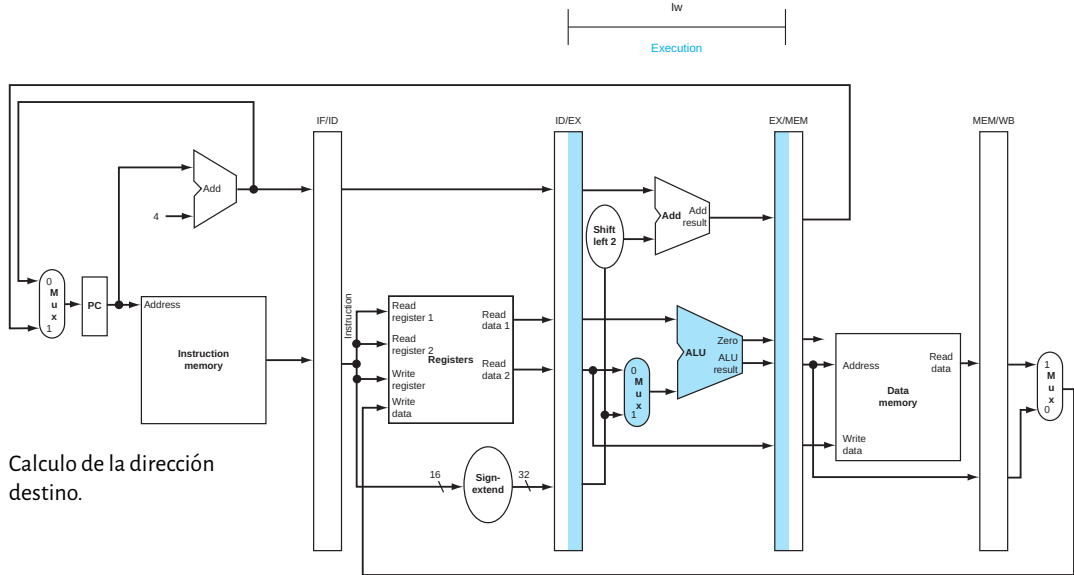 lw
Execution
IF/ID
ID/EX
EX/MEM
MEM/WB
Add
4
Shift
left 2
Add
Add
result
0
M
u
x
1
PC
Address
Instruction
memory
Instruction
Read
register 1
Read
register 2
Registers
Write
register
Write
data
Read
data 1
Read
data 2
0
M
u
x
1
ALU
Zero
ALU
result
Address
Read
data
Data
memory
Write
data
1
M
u
x
0
16
Sign-
extend
32
Calculo de la dirección
destino.